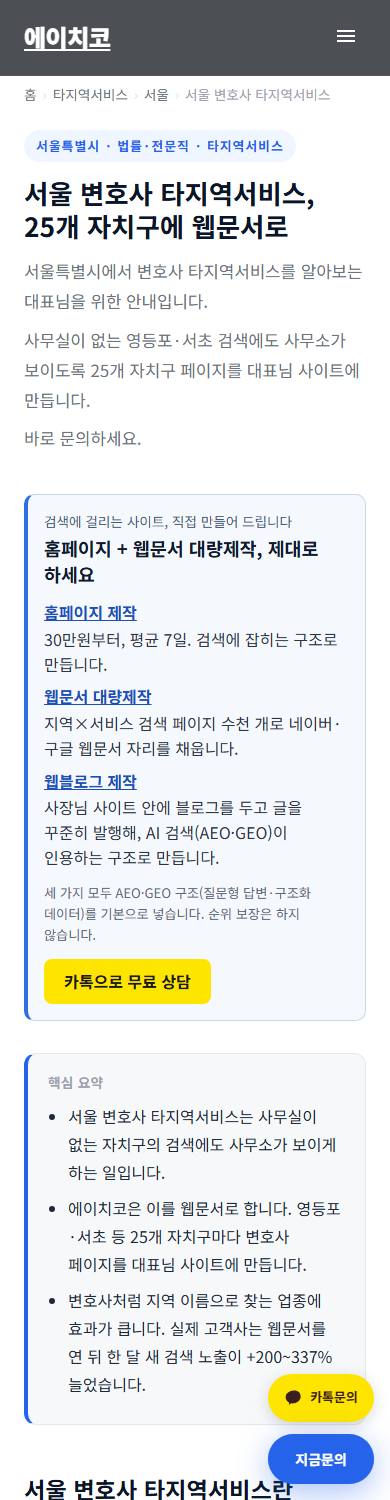 에이치코
홈 › 타지역서비스 › 서울 › 서울 변호사 타지역서비스
서울특별시 · 법률·전문직 · 타지역서비스
서울 변호사 타지역서비스,
25개 자치구에 웹문서로
서울특별시에서 변호사 타지역서비스를 알아보는
대표님을 위한 안내입니다.
사무실이 없는 영등포·서초 검색에도 사무소가
보이도록 25개 자치구 페이지를 대표님 사이트에
만듭니다.
바로 문의하세요.
검색에 걸리는 사이트, 직접 만들어 드립니다
홈페이지 + 웹문서 대량제작, 제대로
하세요
홈페이지 제작
30만원부터, 평균 7일. 검색에 잡히는 구조로
만듭니다.
웹문서 대량제작
지역×서비스 검색 페이지 수천 개로 네이버·
구글 웹문서 자리를 채웁니다.
웹블로그 제작
사장님 사이트 안에 블로그를 두고 글을
꾸준히 발행해, AI 검색(AEO·GEO)이
인용하는 구조로 만듭니다.
세 가지 모두 AEO·GEO 구조(질문형 답변·구조화
데이터)를 기본으로 넣습니다. 순위 보장은 하지
않습니다.
카톡으로 무료 상담
핵심 요약
• 서울 변호사 타지역서비스는 사무실이
없는 자치구의 검색에도 사무소가 보이게
하는 일입니다.
• 에이치코은 이를 웹문서로 합니다. 영등포
·서초 등 25개 자치구마다 변호사
페이지를 대표님 사이트에 만듭니다.
• 변호사처럼 지역 이름으로 찾는 업종에
효과가 큽니다. 실제 고객사는 웹문서를
연 뒤 한 달 새 검색 노출이 +200~337%
늘었습니다.
카톡문의
지금문의
서울 변호사 타지역서비스란